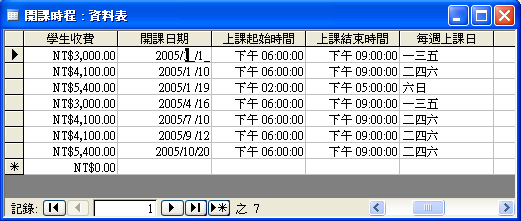 開課時程：資料表
學生收費 開課日期 上課起始時間 上課結束時間 每週上課日
NT$3,000.00 2005/1 /1_ 下午 06:00:00 下午 09:00:00 一三五
NT$4,100.00 2005/1 /10 下午 06:00:00 下午 09:00:00 二四六
NT$5,400.00 2005/1 /19 下午 02:00:00 下午 05:00:00 六日
NT$3,000.00 2005/4 /16 下午 06:00:00 下午 09:00:00 一三五
NT$4,100.00 2005/7 /10 下午 06:00:00 下午 09:00:00 二四六
NT$4,100.00 2005/9 /12 下午 06:00:00 下午 09:00:00 二四六
NT$5,400.00 2005/10/20 下午 06:00:00 下午 09:00:00 二四六
NT$0.00
記錄: 1 之 7